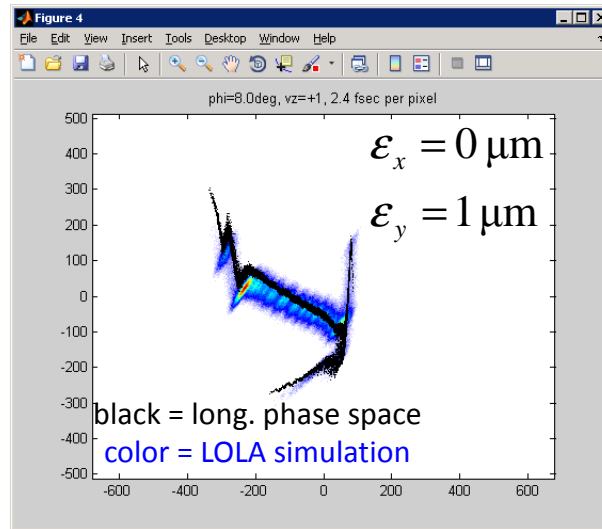 Figure 4
File Edit View Insert Tools Desktop Window Help
phi=8.0deg, vz=+1, 2.4 fsec per pixel
500
400
300
200
100
0
-100
-200
-300
-400
-500
-600 -400 -200 0 200 400 600
εx = 0 μm
εy = 1 μm
black = long. phase space
color = LOLA simulation